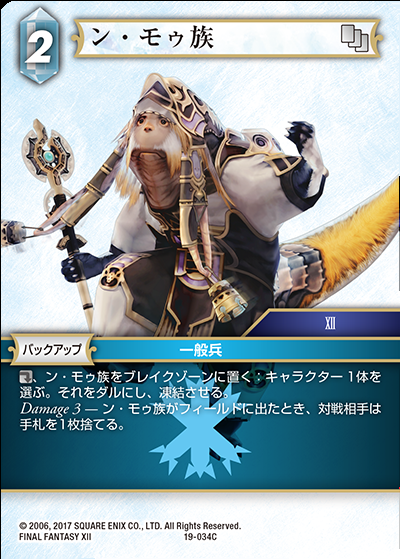 2
ン・モゥ族
XII
バックアップ
一般兵
、ン・モゥ族をブレイクゾーンに置く:キャラクター1体を
選ぶ。それをダルにし、凍結させる。
Damage 3 — ン・モゥ族がフィールドに出たとき、対戦相手は
手札を1枚捨てる。
© 2006, 2017 SQUARE ENIX CO., LTD. All Rights Reserved.
FINAL FANTASY XII 19-034C